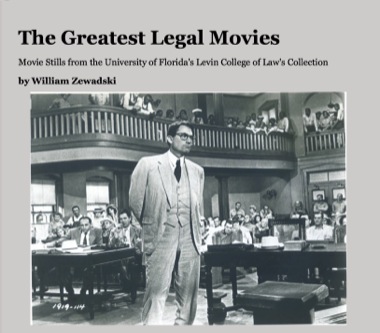 The Greatest Legal Movies
Movie Stills from the University of Florida's Levin College of Law's Collection
by William Zewadski
1919-114